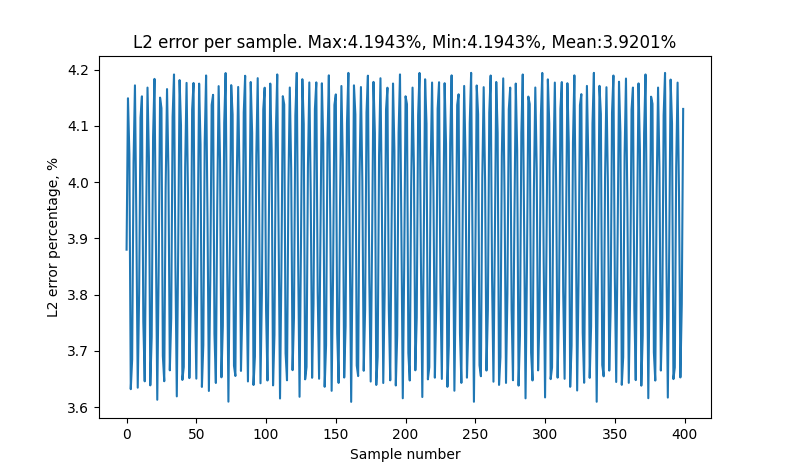 L2 error per sample. Max:4.1943%, Min:4.1943%, Mean:3.9201%
4.2
4.1
4.0
3.9
3.8
3.7
3.6
L2 error percentage, %
0 50 100 150 200 250 300 350 400
Sample number